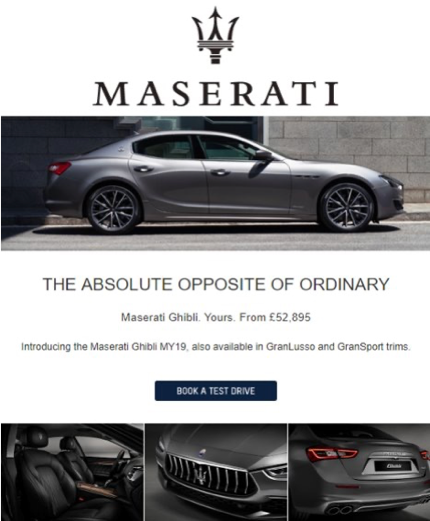 MASERATI
THE ABSOLUTE OPPOSITE OF ORDINARY
Maserati Ghibli. Yours. From £52,895
Introducing the Maserati Ghibli MY19, also available in GranLusso and GranSport trims.
BOOK A TEST DRIVE
Ghibli